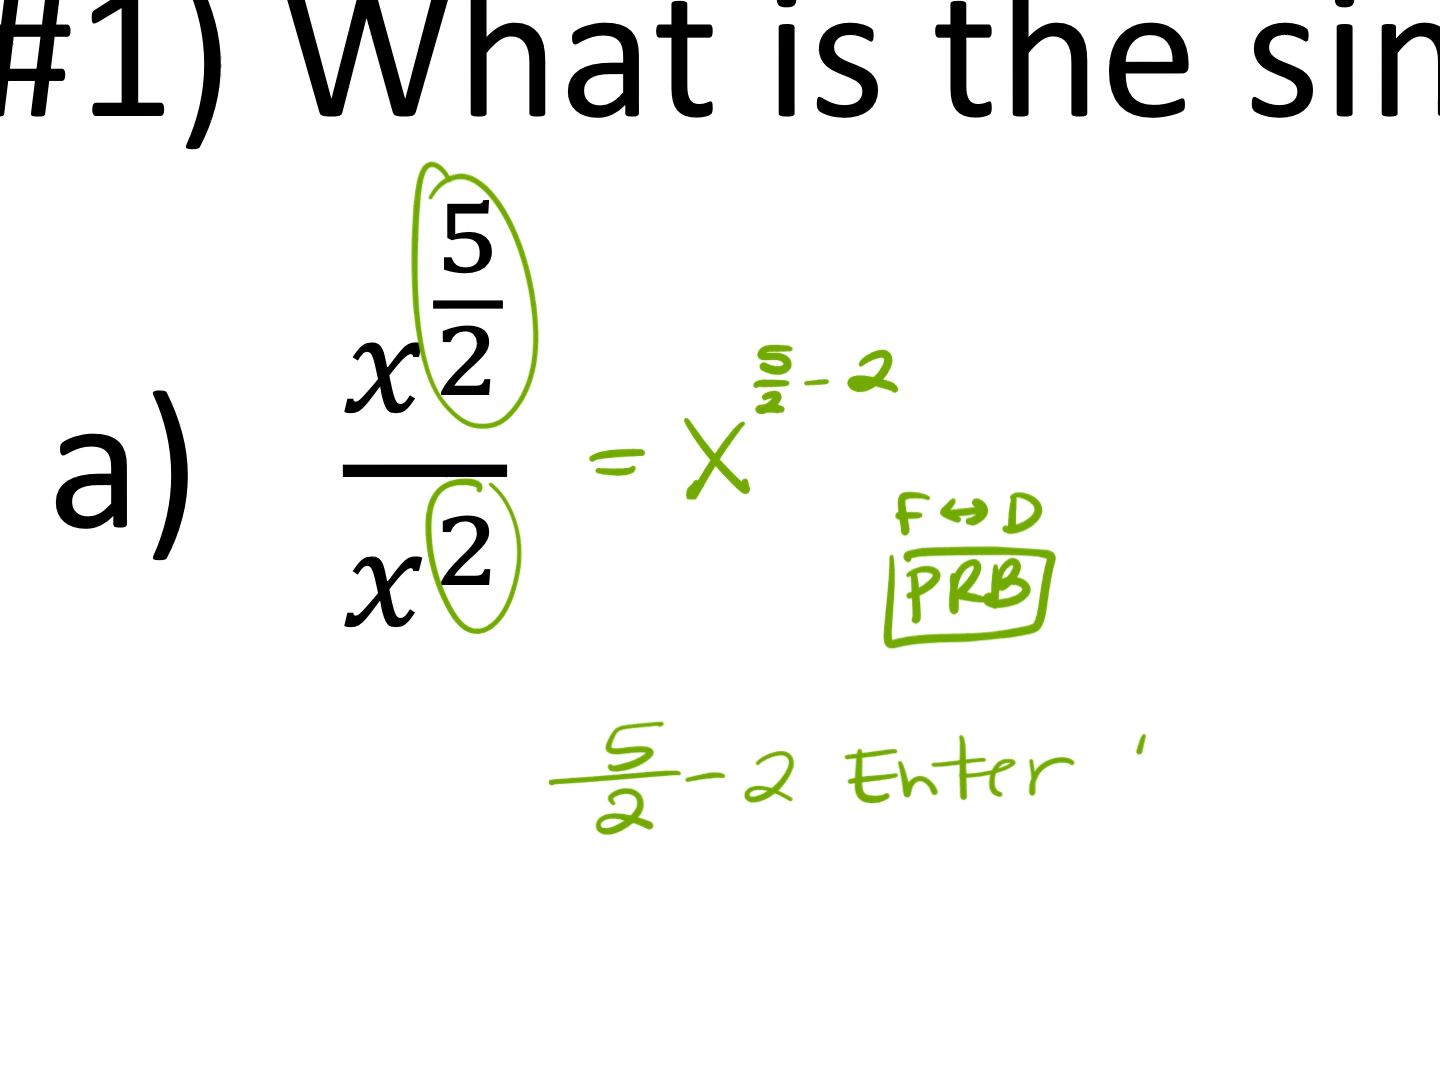 #1) What is the sin
a) x^(5/2) / x^2 = x^(5/2 - 2)
F ↔ D
PRB
5/2 - 2 Enter '